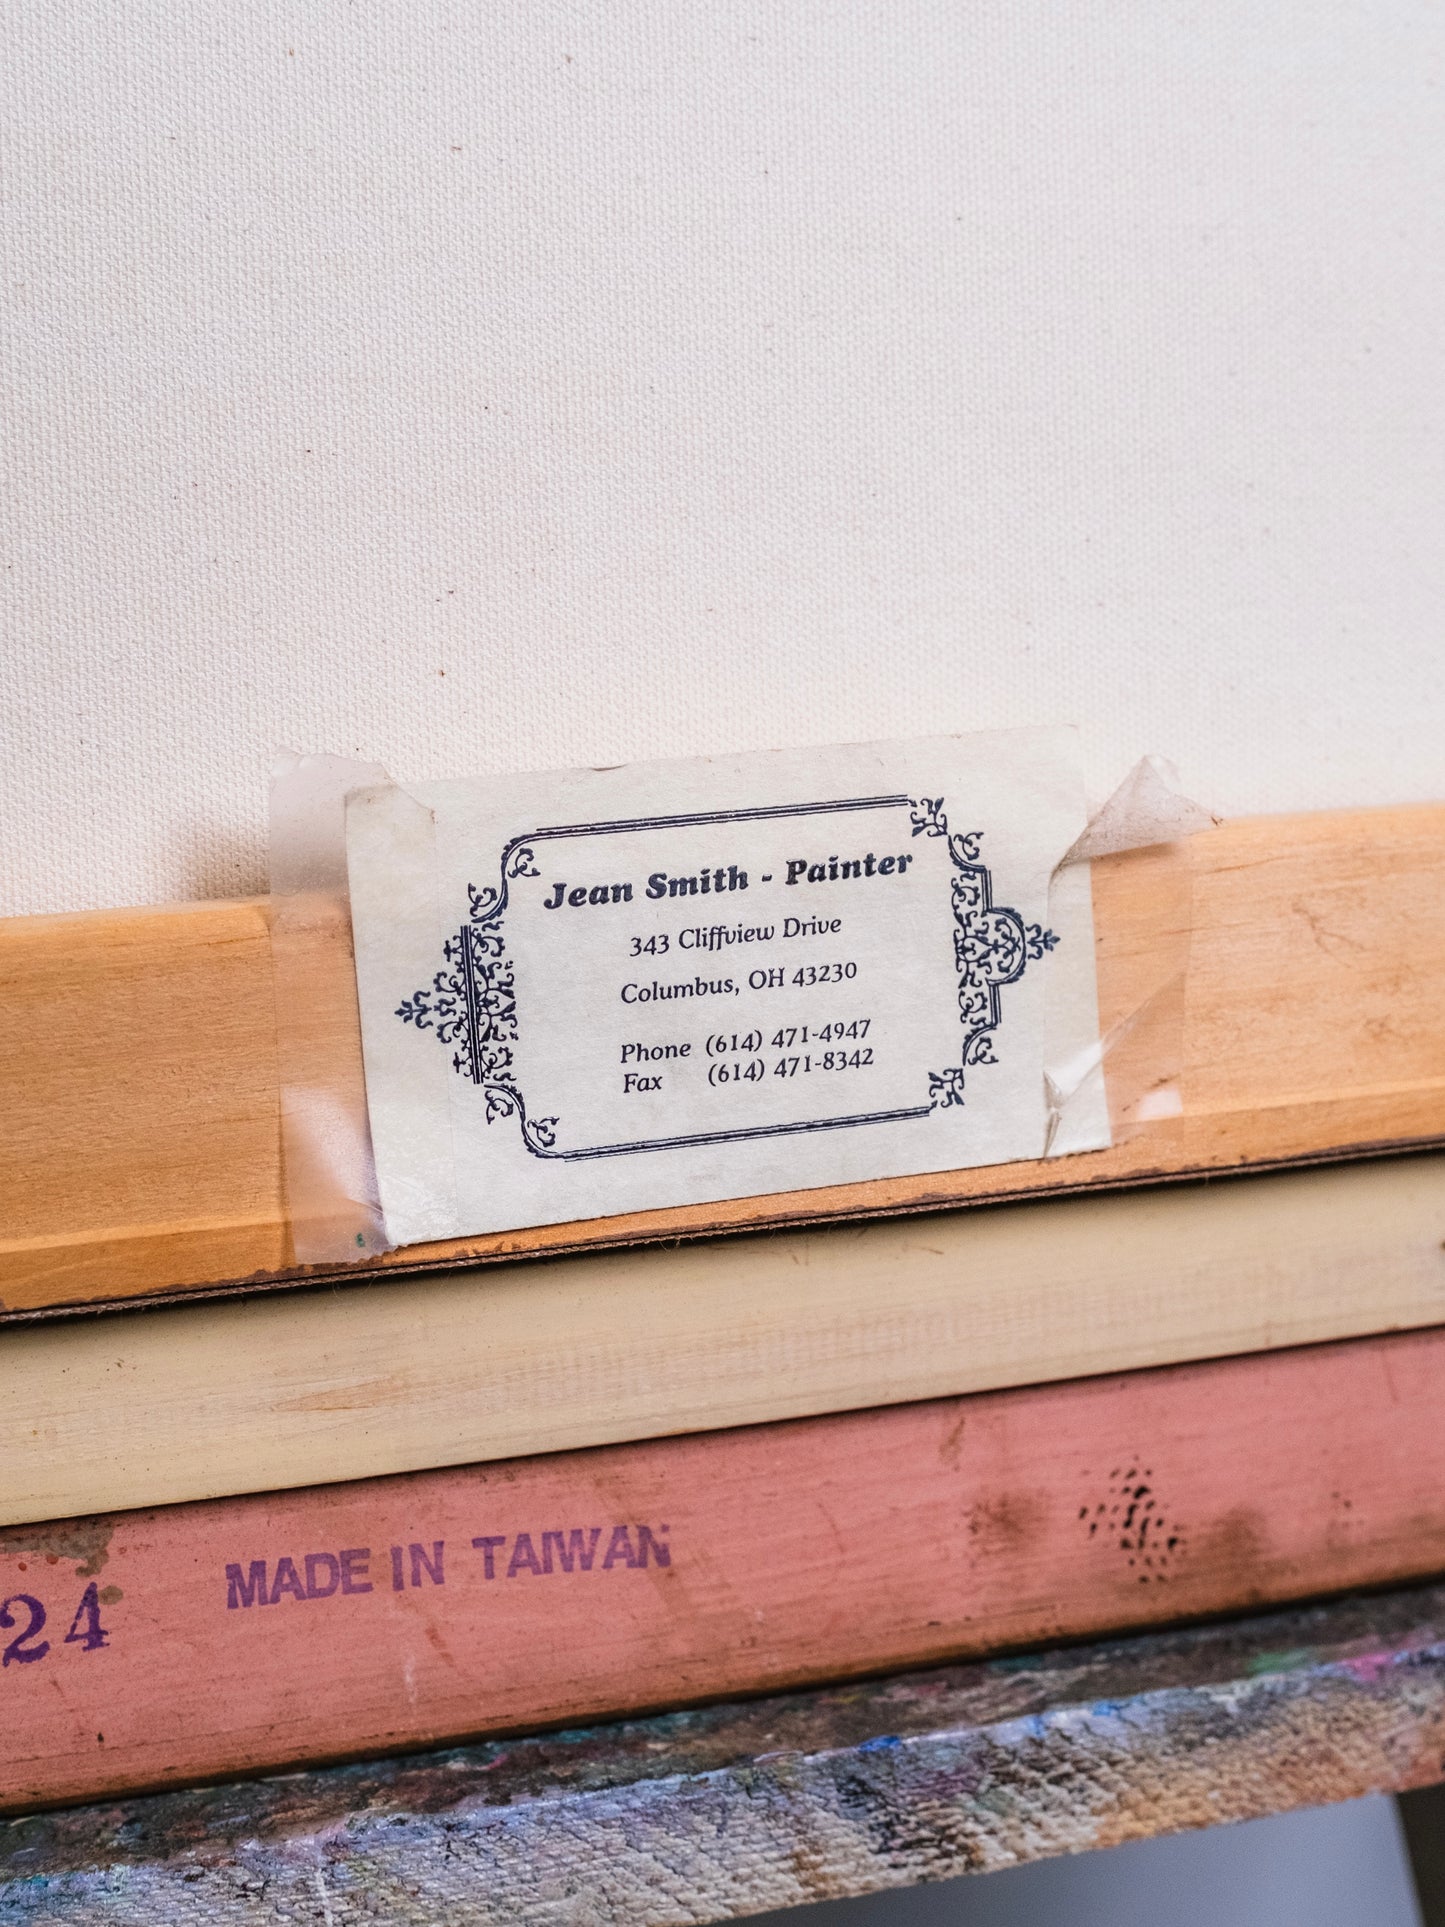 Jean Smith - Painter
343 Cliffview Drive
Columbus, OH 43230
Phone (614) 471-4947
Fax (614) 471-8342
MADE IN TAIWAN
24